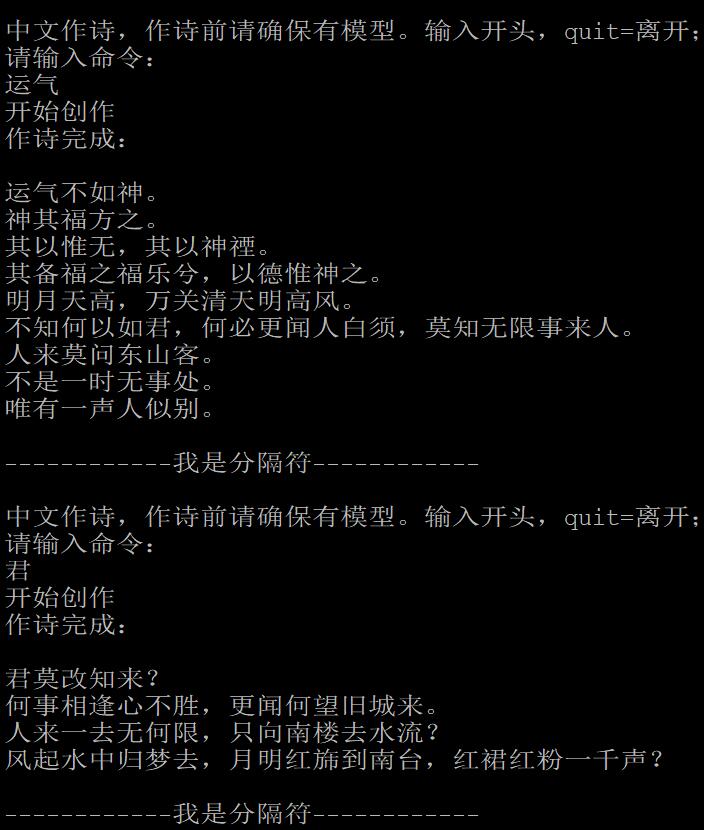 中文作诗，作诗前请确保有模型。输入开头，quit=离开；
请输入命令：
运气
开始创作
作诗完成：
运气不如神。
神其福方之。
其以惟无，其以神禋。
其备福之福乐兮，以德惟神之。
明月天高，万关清天明高风。
不知何以如君，何必更闻人白须，莫知无限事来人。
人来莫问东山客。
不是一时无事处。
唯有一声人似别。
------------我是分隔符------------
中文作诗，作诗前请确保有模型。输入开头，quit=离开；
请输入命令：
君
开始创作
作诗完成：
君莫改知来？
何事相逢心不胜，更闻何望旧城来。
人来一去无何限，只向南楼去水流？
风起水中归梦去，月明红旆到南台，红裙红粉一千声？
------------我是分隔符------------